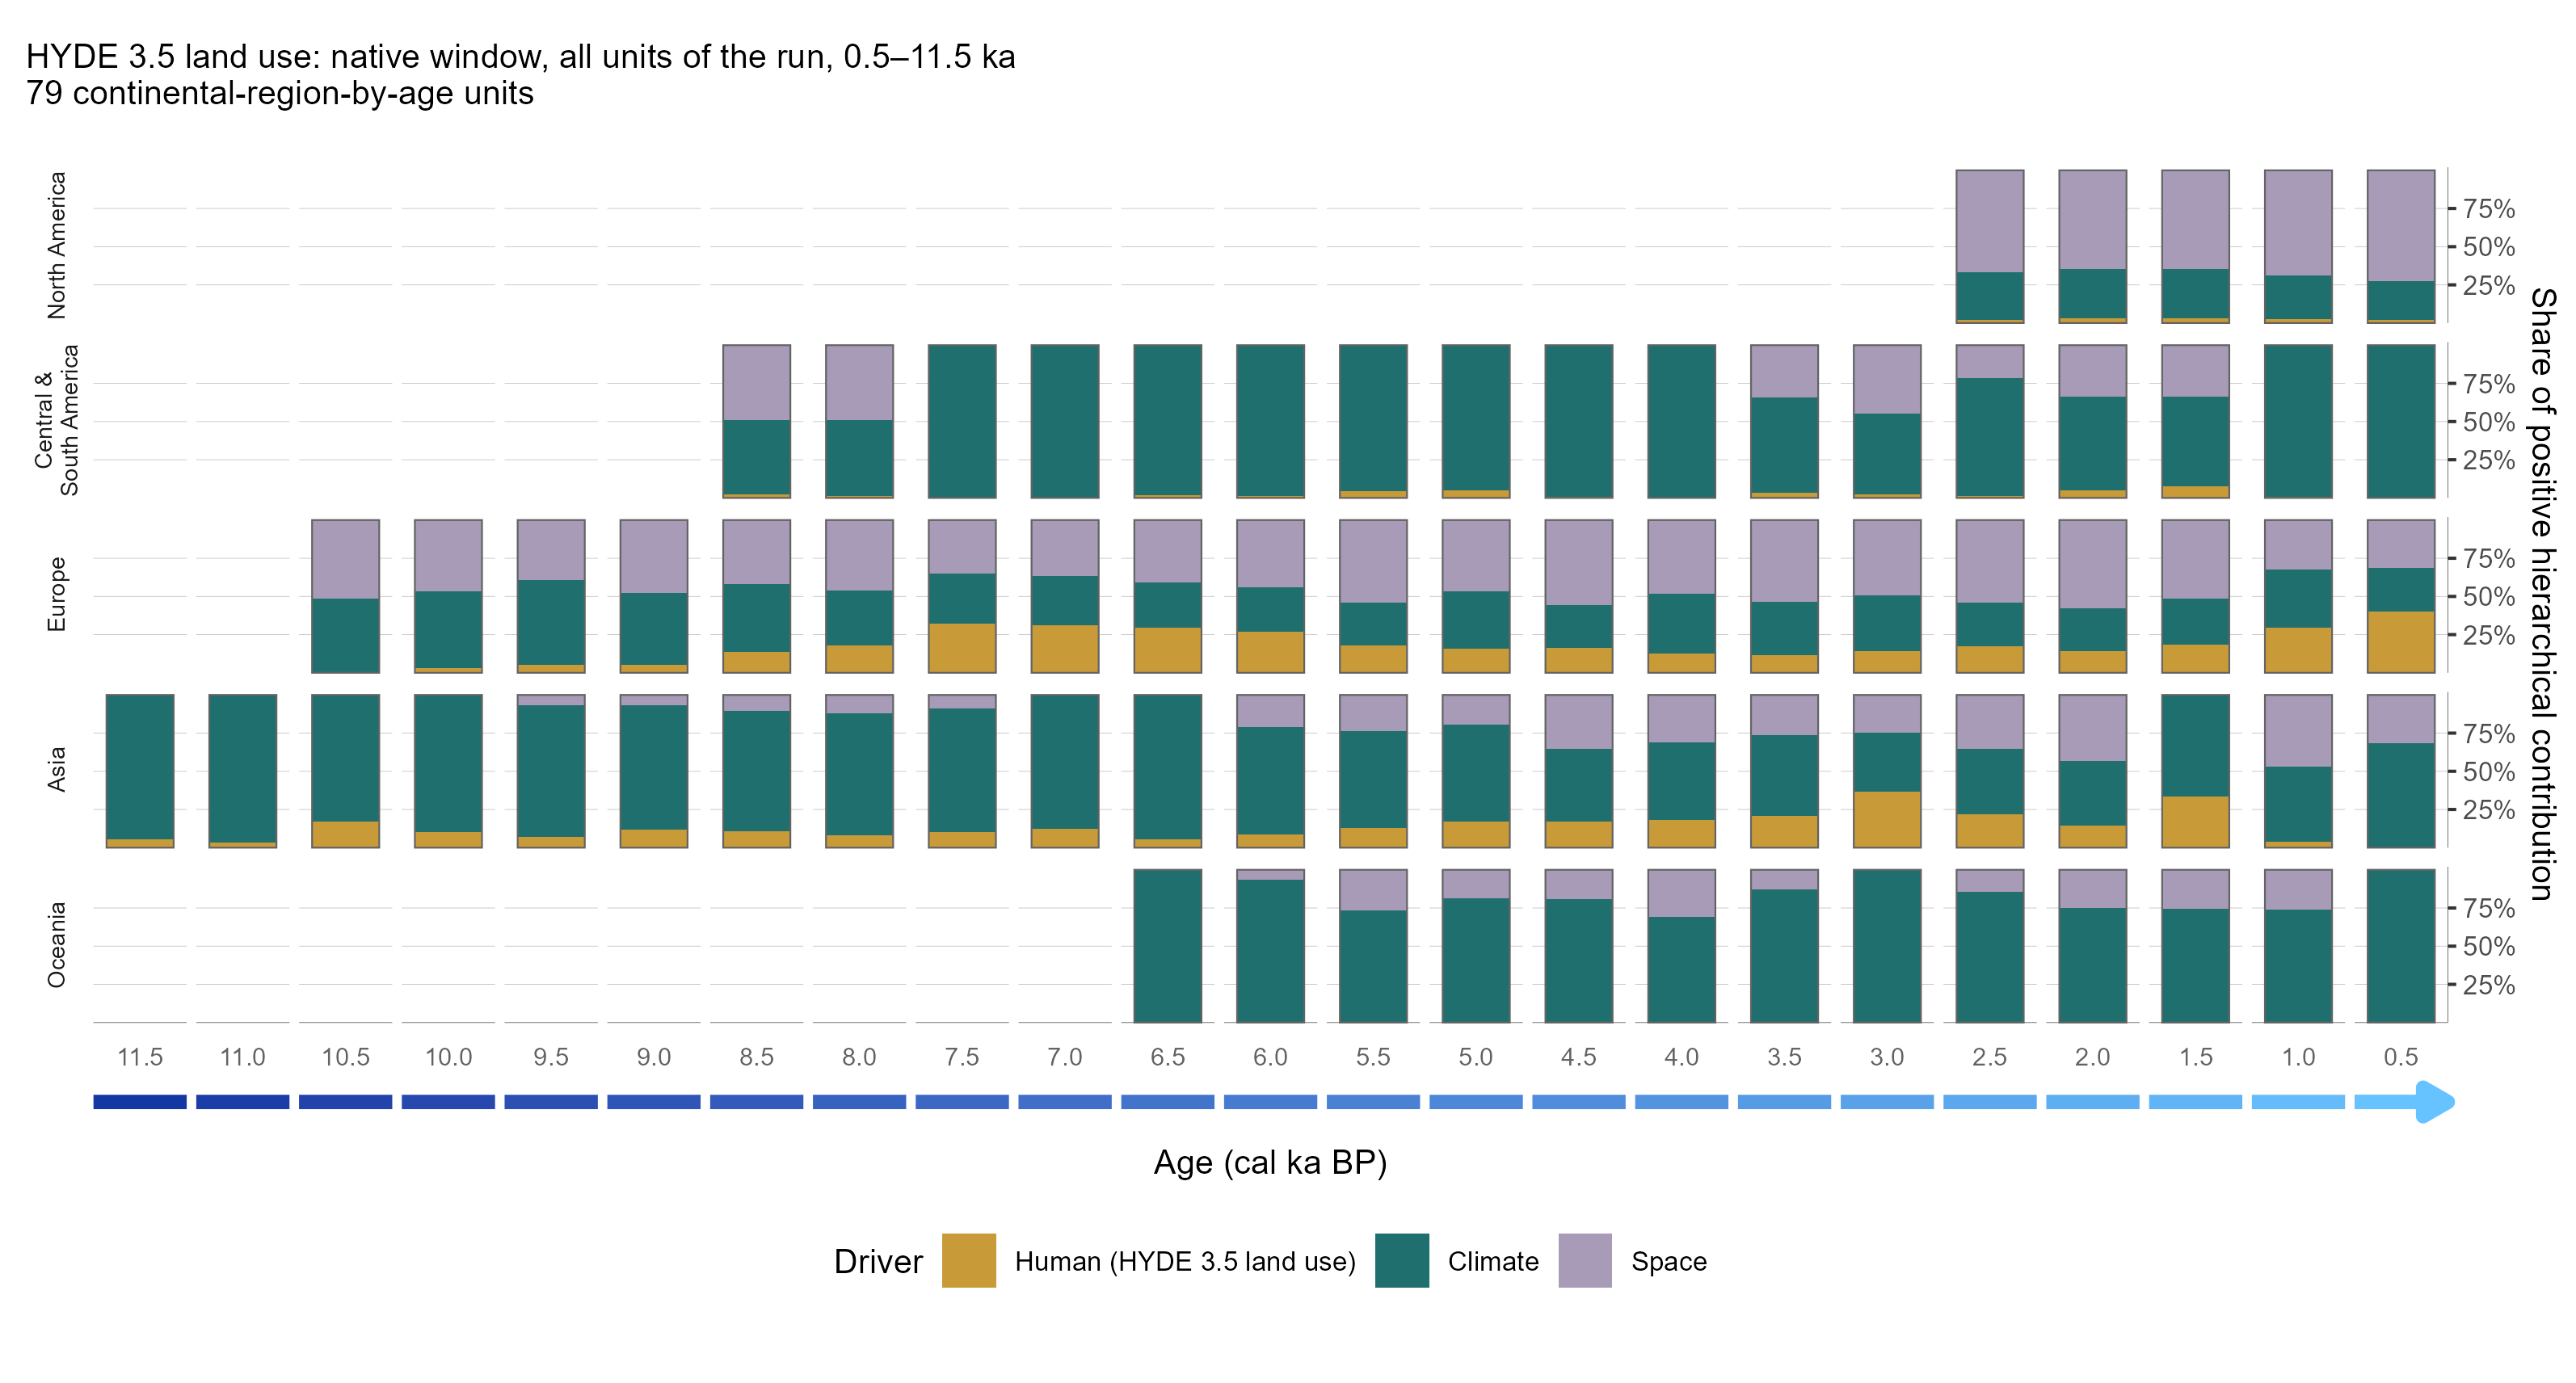 HYDE 3.5 land use: native window, all units of the run, 0.5–11.5 ka
79 continental-region-by-age units
North America
75%
50%
25%
Central &
South America
75%
50%
25%
Europe
75%
50%
25%
Asia
75%
50%
25%
Oceania
75%
50%
25%
Share of positive hierarchical contribution
11.5 11.0 10.5 10.0 9.5 9.0 8.5 8.0 7.5 7.0 6.5 6.0 5.5 5.0 4.5 4.0 3.5 3.0 2.5 2.0 1.5 1.0 0.5
Age (cal ka BP)
Driver Human (HYDE 3.5 land use) Climate Space